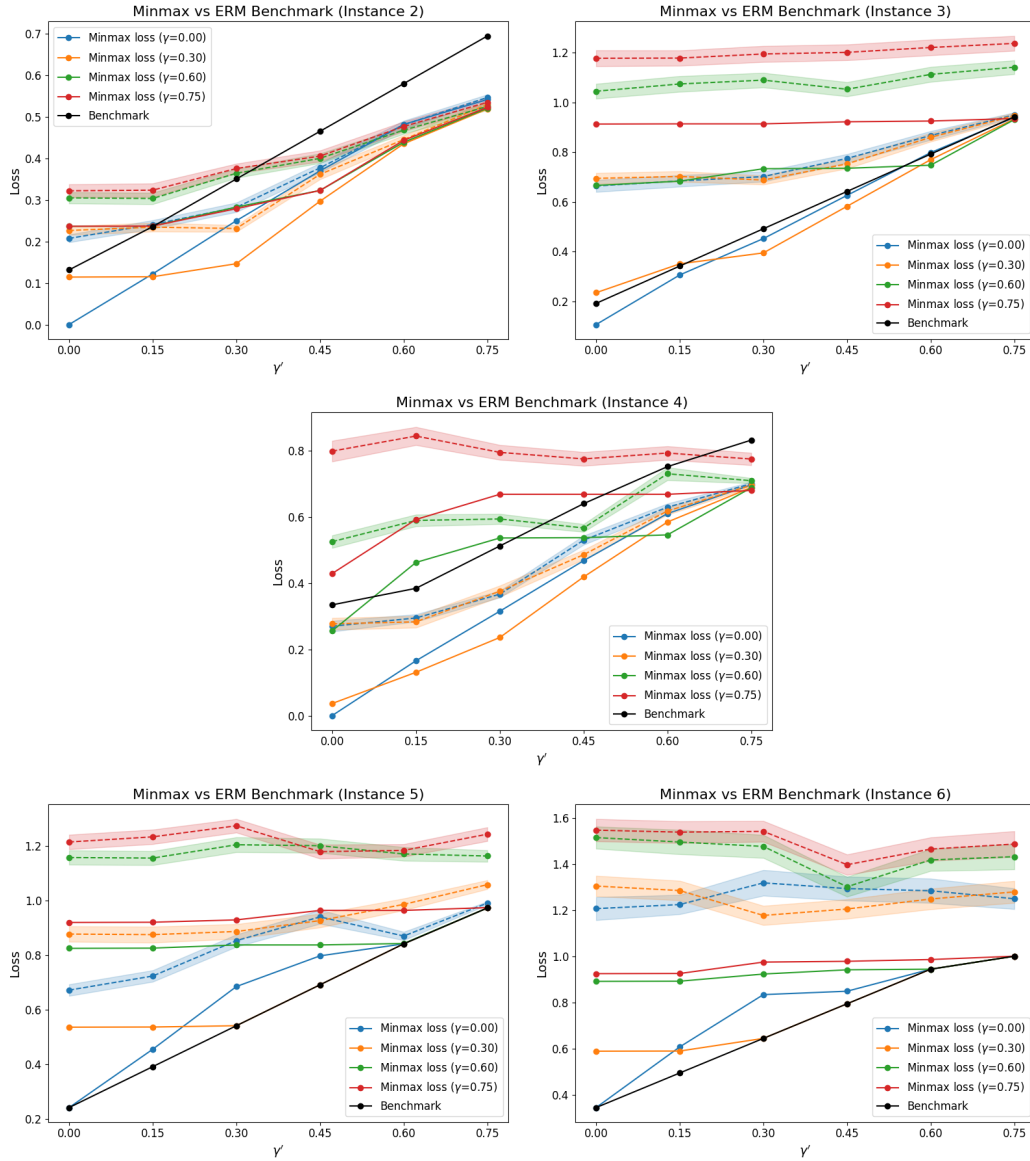 Minmax vs ERM Benchmark (Instance 2)
Loss
0.7
0.6
0.5
0.4
0.3
0.2
0.1
0.0
Minmax loss (γ=0.00)
Minmax loss (γ=0.30)
Minmax loss (γ=0.60)
Minmax loss (γ=0.75)
Benchmark
0.00 0.15 0.30 0.45 0.60 0.75
γ'
Minmax vs ERM Benchmark (Instance 3)
Loss
1.2
1.0
0.8
0.6
0.4
0.2
Minmax loss (γ=0.00)
Minmax loss (γ=0.30)
Minmax loss (γ=0.60)
Minmax loss (γ=0.75)
Benchmark
0.00 0.15 0.30 0.45 0.60 0.75
γ'
Minmax vs ERM Benchmark (Instance 4)
Loss
0.8
0.6
0.4
0.2
0.0
Minmax loss (γ=0.00)
Minmax loss (γ=0.30)
Minmax loss (γ=0.60)
Minmax loss (γ=0.75)
Benchmark
0.00 0.15 0.30 0.45 0.60 0.75
γ'
Minmax vs ERM Benchmark (Instance 5)
Loss
1.2
1.0
0.8
0.6
0.4
0.2
Minmax loss (γ=0.00)
Minmax loss (γ=0.30)
Minmax loss (γ=0.60)
Minmax loss (γ=0.75)
Benchmark
0.00 0.15 0.30 0.45 0.60 0.75
γ'
Minmax vs ERM Benchmark (Instance 6)
Loss
1.6
1.4
1.2
1.0
0.8
0.6
0.4
Minmax loss (γ=0.00)
Minmax loss (γ=0.30)
Minmax loss (γ=0.60)
Minmax loss (γ=0.75)
Benchmark
0.00 0.15 0.30 0.45 0.60 0.75
γ'